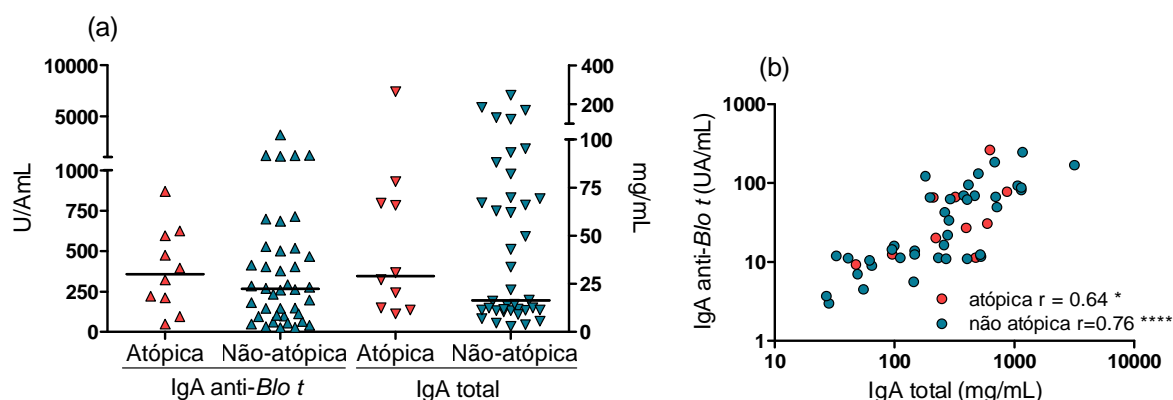 (a)
10000
5000
1000
750
500
250
0
U/AmL
400
200
100
75
50
25
0
mg/mL
Atópica Não-atópica Atópica Não-atópica
IgA anti-Blo t IgA total
(b)
1000
100
10
1
IgA anti-Blo t (UA/mL)
atópica r = 0.64 *
não atópica r=0.76 ****
10 100 1000 10000
IgA total (mg/mL)